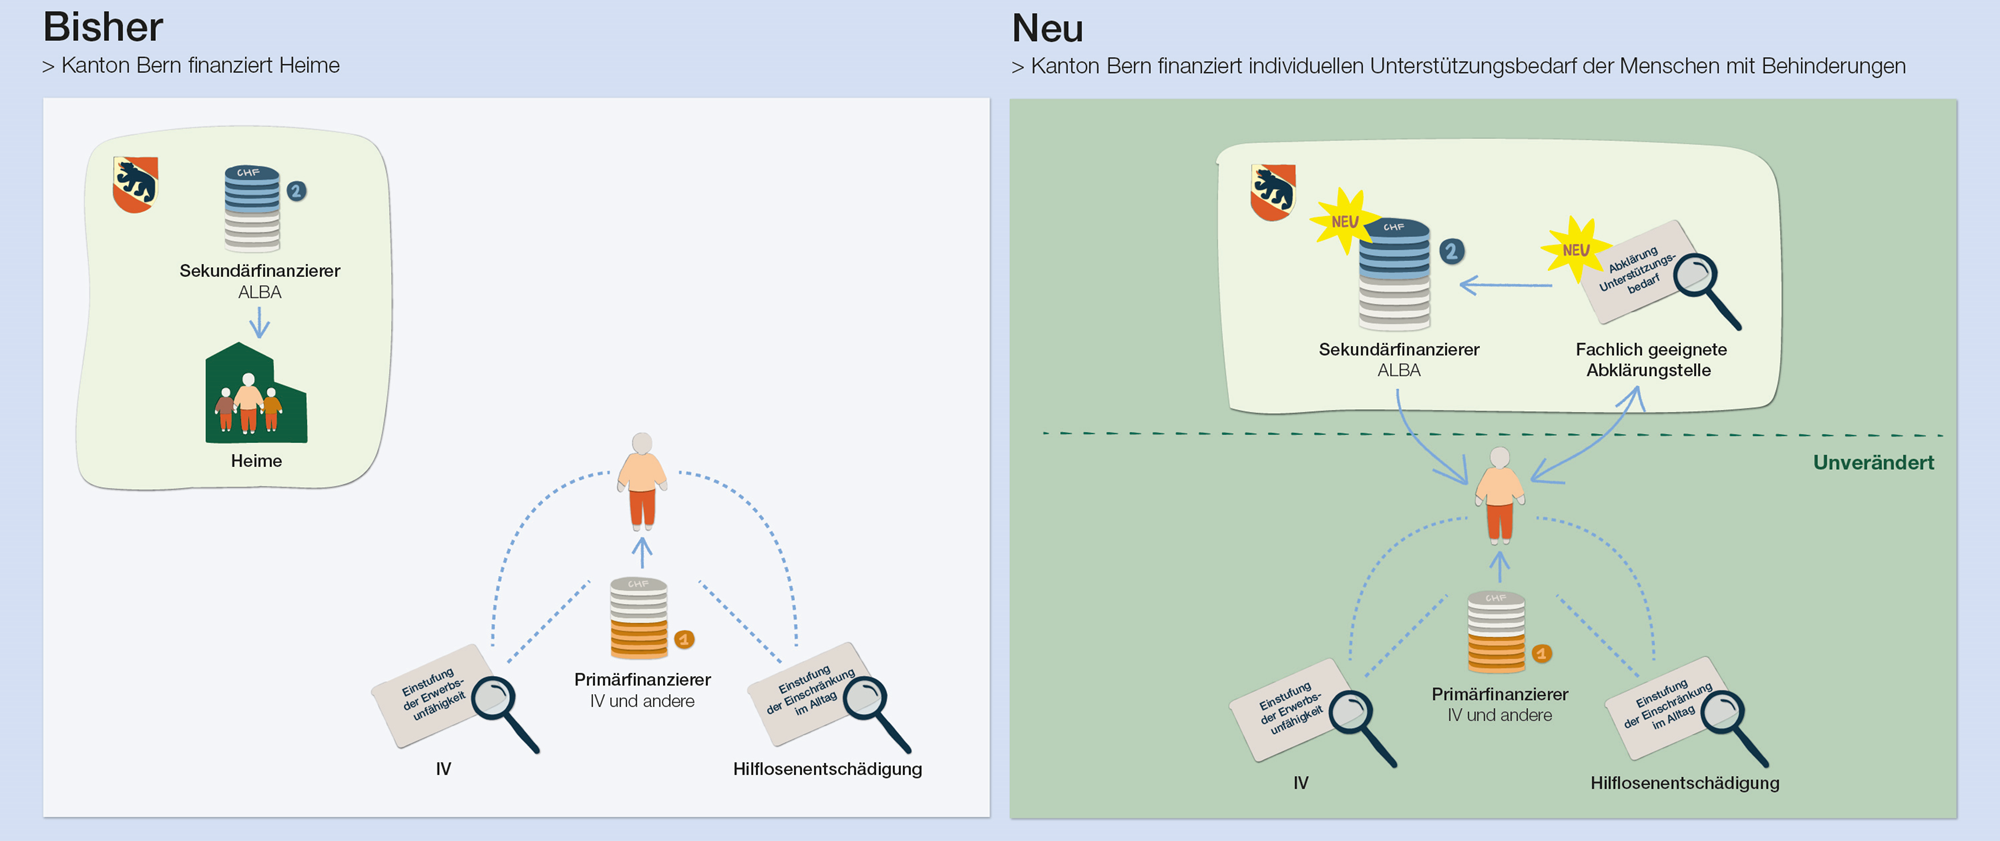 Bisher
> Kanton Bern finanziert Heime
CHF
2
Sekundärfinanzierer
ALBA
Heime
CHF
1
Primärfinanzierer
IV und andere
Einstufung
der Erwerbs-
unfähigkeit
IV
Einstufung
der Einschränkung
im Alltag
Hilflosenentschädigung
Neu
> Kanton Bern finanziert individuellen Unterstützungsbedarf der Menschen mit Behinderungen
NEU
CHF
2
Sekundärfinanzierer
ALBA
NEU
Abklärung
Unterstützungs-
bedarf
Fachlich geeignete
Abklärungstelle
Unverändert
CHF
1
Primärfinanzierer
IV und andere
Einstufung
der Erwerbs-
unfähigkeit
IV
Einstufung
der Einschränkung
im Alltag
Hilflosenentschädigung